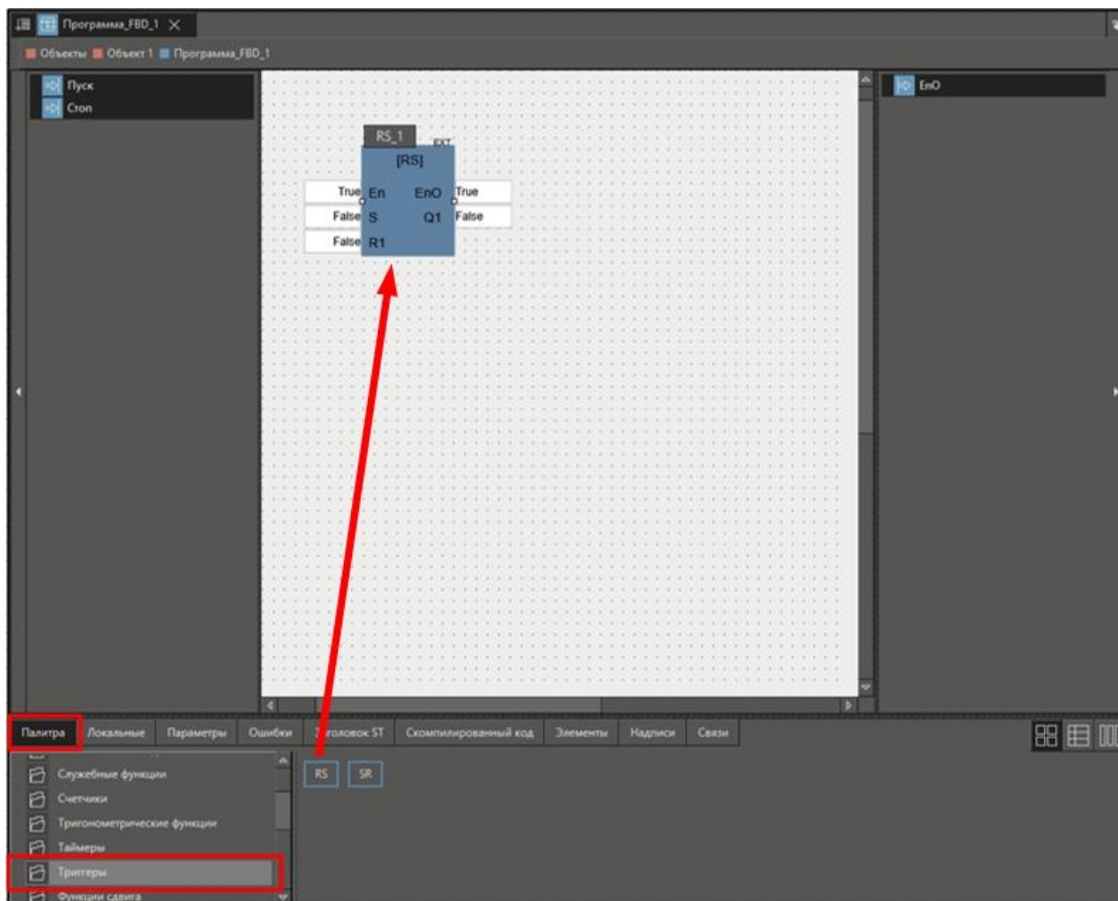 Программа_FBD_1
Объекты Объект 1 Программа_FBD_1
Пуск
Стоп
EnO
RS_1
EXT
[RS]
True En EnO True
False S Q1 False
False R1
Палитра Локальные Параметры Ошибки Заголовок ST Скомпилированный код Элементы Надписи Связи
Служебные функции
Счетчики
Тригонометрические функции
Таймеры
Триггеры
Функции сдвига
RS SR